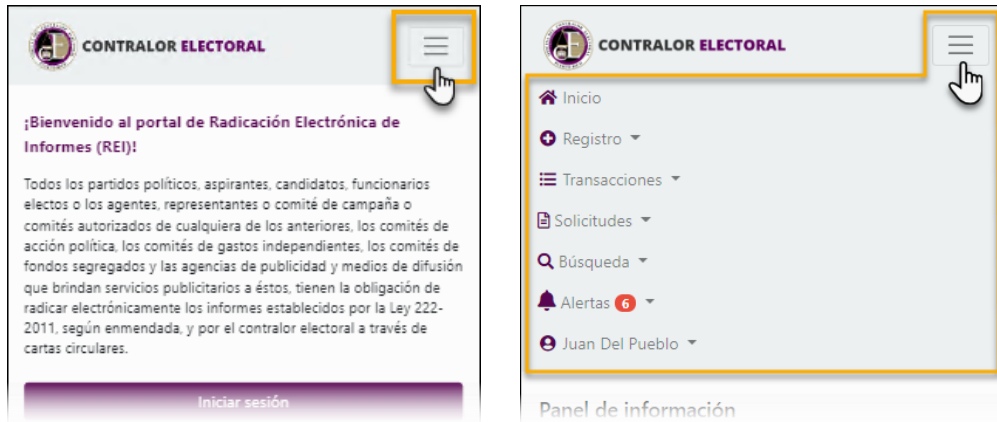 CONTRALOR ELECTORAL
¡Bienvenido al portal de Radicación Electrónica de
Informes (REI)!
Todos los partidos políticos, aspirantes, candidatos, funcionarios
electos o los agentes, representantes o comité de campaña o
comités autorizados de cualquiera de los anteriores, los comités de
acción política, los comités de gastos independientes, los comités de
fondos segregados y las agencias de publicidad y medios de difusión
que brindan servicios publicitarios a éstos, tienen la obligación de
radicar electrónicamente los informes establecidos por la Ley 222-
2011, según enmendada, y por el contralor electoral a través de
cartas circulares.
Iniciar sesión
CONTRALOR ELECTORAL
Inicio
Registro
Transacciones
Solicitudes
Búsqueda
Alertas 6
Juan Del Pueblo
Panel de información